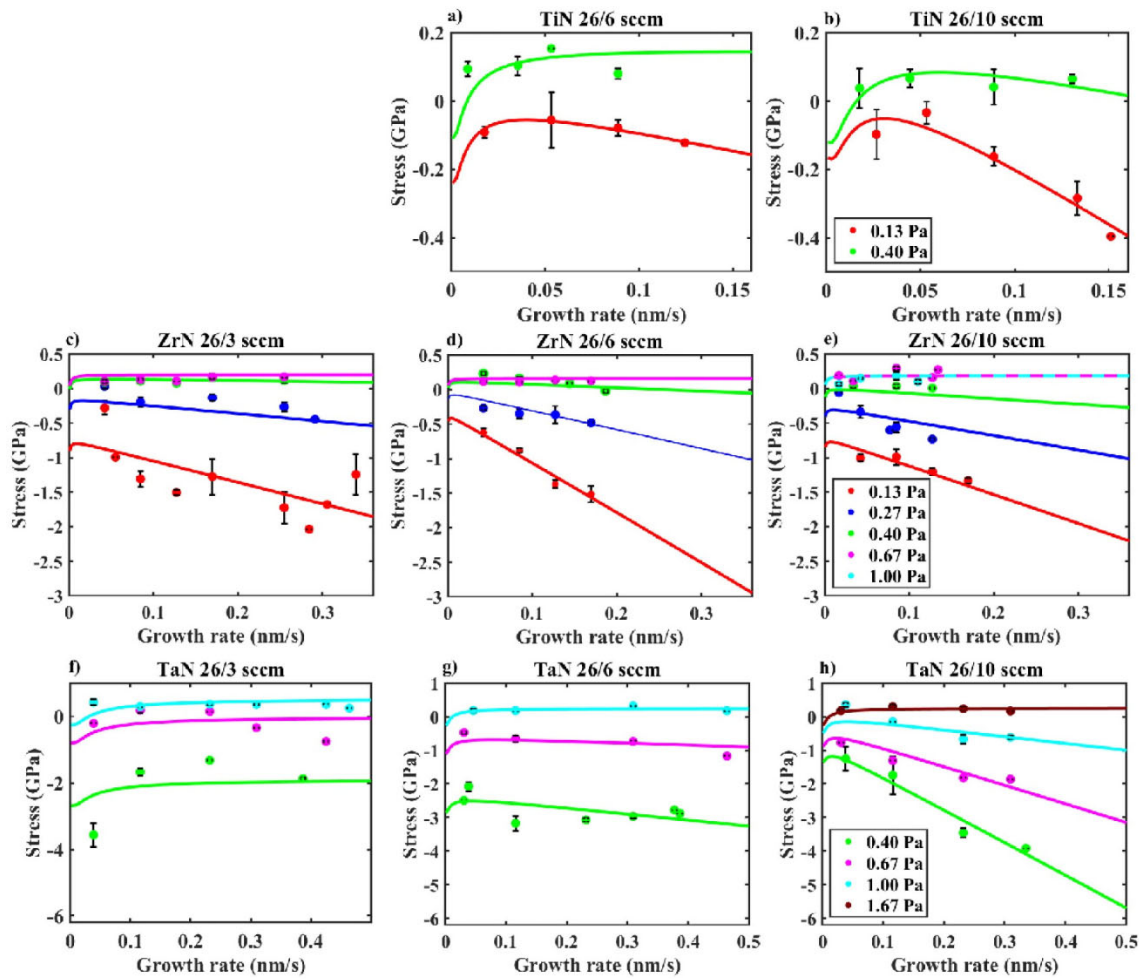 a) TiN 26/6 sccm
0.2
0
-0.2
-0.4
Stress (GPa)
0 0.05 0.1 0.15
Growth rate (nm/s)
b) TiN 26/10 sccm
0.2
0
-0.2
-0.4
Stress (GPa)
0.13 Pa
0.40 Pa
0 0.05 0.1 0.15
Growth rate (nm/s)
c) ZrN 26/3 sccm
0.5
0
-0.5
-1
-1.5
-2
-2.5
-3
Stress (GPa)
0 0.1 0.2 0.3
Growth rate (nm/s)
d) ZrN 26/6 sccm
0.5
0
-0.5
-1
-1.5
-2
-2.5
-3
Stress (GPa)
0 0.1 0.2 0.3
Growth rate (nm/s)
e) ZrN 26/10 sccm
0.5
0
-0.5
-1
-1.5
-2
-2.5
-3
Stress (GPa)
0.13 Pa
0.27 Pa
0.40 Pa
0.67 Pa
1.00 Pa
0 0.1 0.2 0.3
Growth rate (nm/s)
f) TaN 26/3 sccm
0
-2
-4
-6
Stress (GPa)
0 0.1 0.2 0.3 0.4
Growth rate (nm/s)
g) TaN 26/6 sccm
1
0
-1
-2
-3
-4
-5
-6
Stress (GPa)
0 0.1 0.2 0.3 0.4 0.5
Growth rate (nm/s)
h) TaN 26/10 sccm
1
0
-1
-2
-3
-4
-5
-6
Stress (GPa)
0.40 Pa
0.67 Pa
1.00 Pa
1.67 Pa
0 0.1 0.2 0.3 0.4 0.5
Growth rate (nm/s)